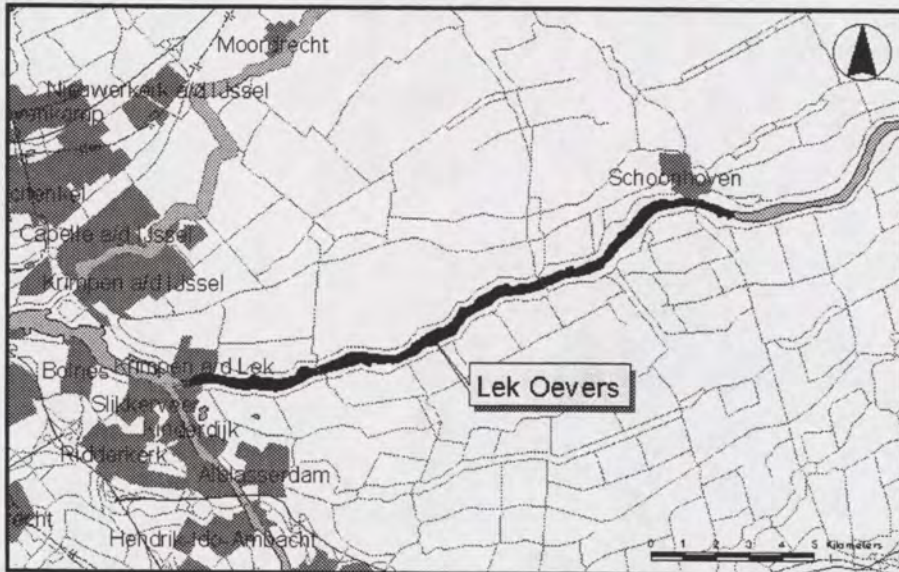 Moordrecht
Nieuwerkerk a/d IJssel
Schoonhoven
Capelle a/d IJssel
Krimpen a/d IJssel
Krimpen a/d Lek
Bolnes
Lek Oevers
Slikkerveer
Kinderdijk
Ridderkerk
Alblasserdam
recht
Hendrik-Ido-Ambacht
0 1 2 3 4 5 Kilometers